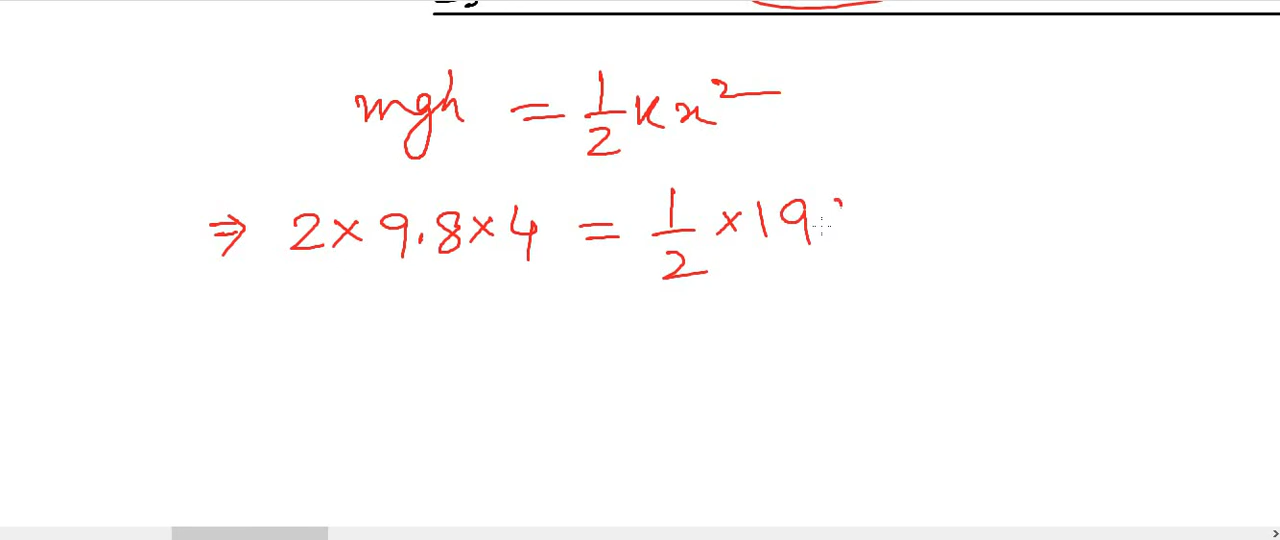 mgh = 1/2 kx²
⇒ 2 × 9.8 × 4 = 1/2 × 19